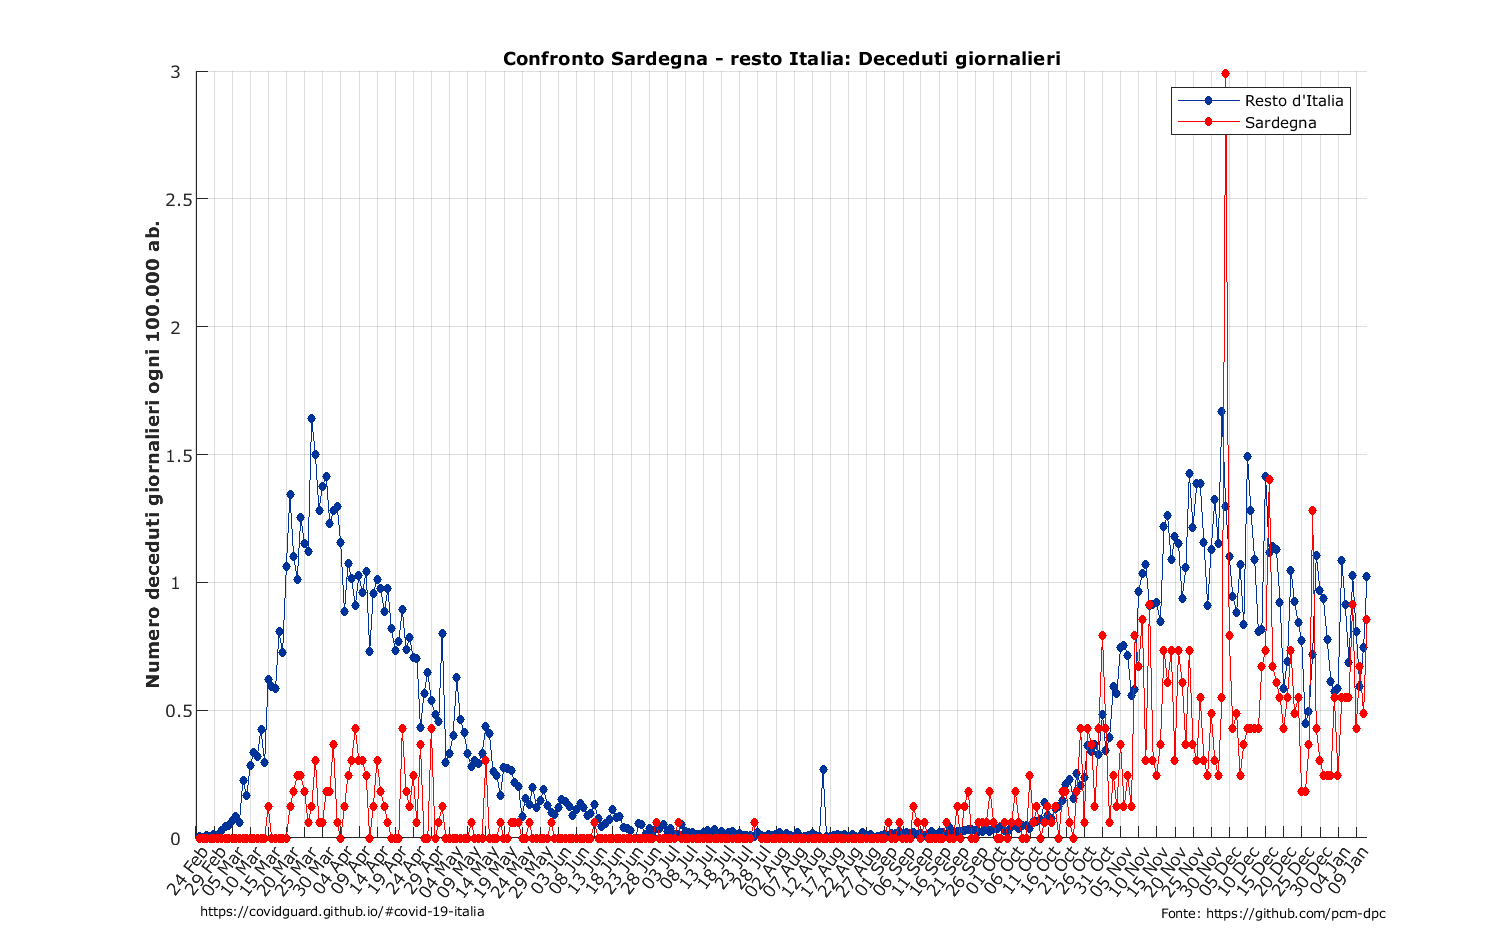 Confronto Sardegna - resto Italia: Deceduti giornalieri
Resto d'Italia
Sardegna
Numero deceduti giornalieri ogni 100.000 ab.
3
2.5
2
1.5
1
0.5
0
24 Feb
29 Feb
05 Mar
10 Mar
15 Mar
20 Mar
25 Mar
30 Mar
04 Apr
09 Apr
14 Apr
19 Apr
24 Apr
29 Apr
04 May
09 May
14 May
19 May
24 May
29 May
03 Jun
08 Jun
13 Jun
18 Jun
23 Jun
28 Jun
03 Jul
08 Jul
13 Jul
18 Jul
23 Jul
28 Jul
02 Aug
07 Aug
12 Aug
17 Aug
22 Aug
27 Aug
01 Sep
06 Sep
11 Sep
16 Sep
21 Sep
26 Sep
01 Oct
06 Oct
11 Oct
16 Oct
21 Oct
26 Oct
31 Oct
05 Nov
10 Nov
15 Nov
20 Nov
25 Nov
30 Nov
05 Dec
10 Dec
15 Dec
20 Dec
25 Dec
30 Dec
04 Jan
09 Jan
https://covidguard.github.io/#covid-19-italia
Fonte: https://github.com/pcm-dpc